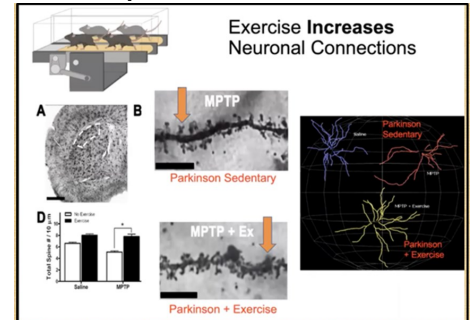 Exercise Increases
Neuronal Connections
A
B
MPTP
Parkinson Sedentary
Parkinson
Sedentary
Saline
MPTP
MPTP + Exercise
Parkinson
+ Exercise
D
No Exercise
Exercise
*
Total Spine # / 10 µm
Saline
MPTP
MPTP + Ex
Parkinson + Exercise